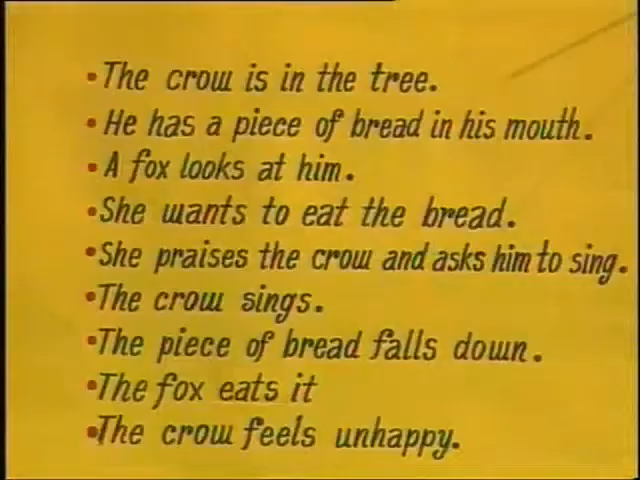 •The crow is in the tree.
•He has a piece of bread in his mouth.
•A fox looks at him.
•She wants to eat the bread.
•She praises the crow and asks him to sing.
•The crow sings.
•The piece of bread falls down.
•The fox eats it
•The crow feels unhappy.